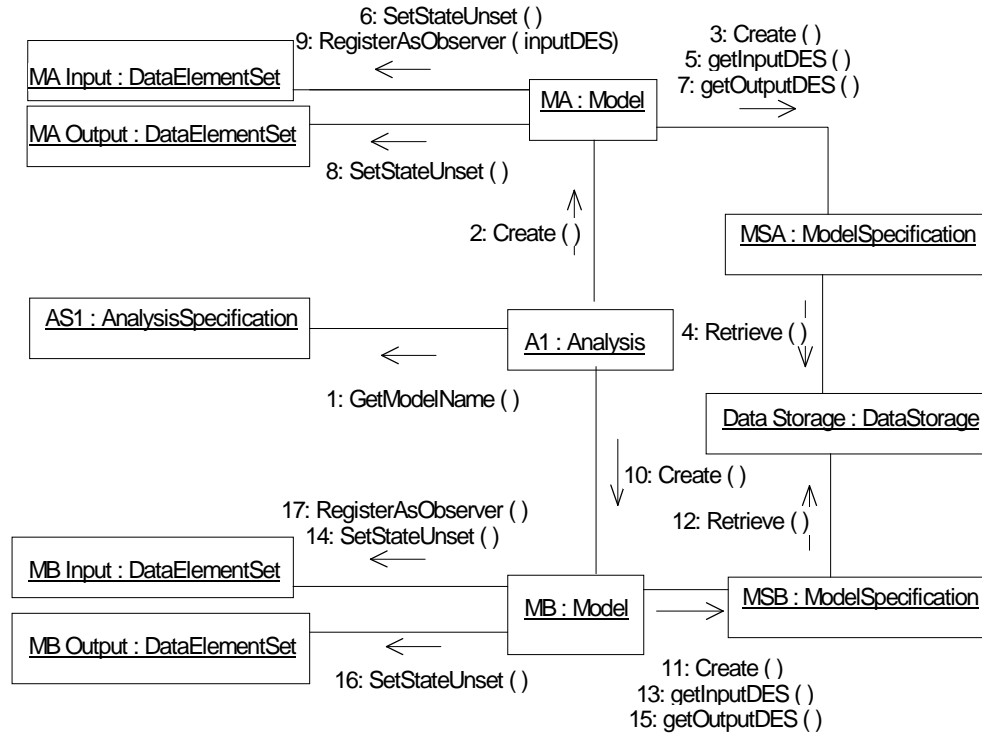 6: SetStateUnset ( )
9: RegisterAsObserver ( inputDES)
3: Create ( )
5: getInputDES ( )
7: getOutputDES ( )
MA Input : DataElementSet
MA : Model
MA Output : DataElementSet
8: SetStateUnset ( )
2: Create ( )
MSA : ModelSpecification
AS1 : AnalysisSpecification
A1 : Analysis
4: Retrieve ( )
1: GetModelName ( )
Data Storage : DataStorage
10: Create ( )
17: RegisterAsObserver ( )
14: SetStateUnset ( )
12: Retrieve ( )
MB Input : DataElementSet
MB : Model
MSB : ModelSpecification
MB Output : DataElementSet
16: SetStateUnset ( )
11: Create ( )
13: getInputDES ( )
15: getOutputDES ( )